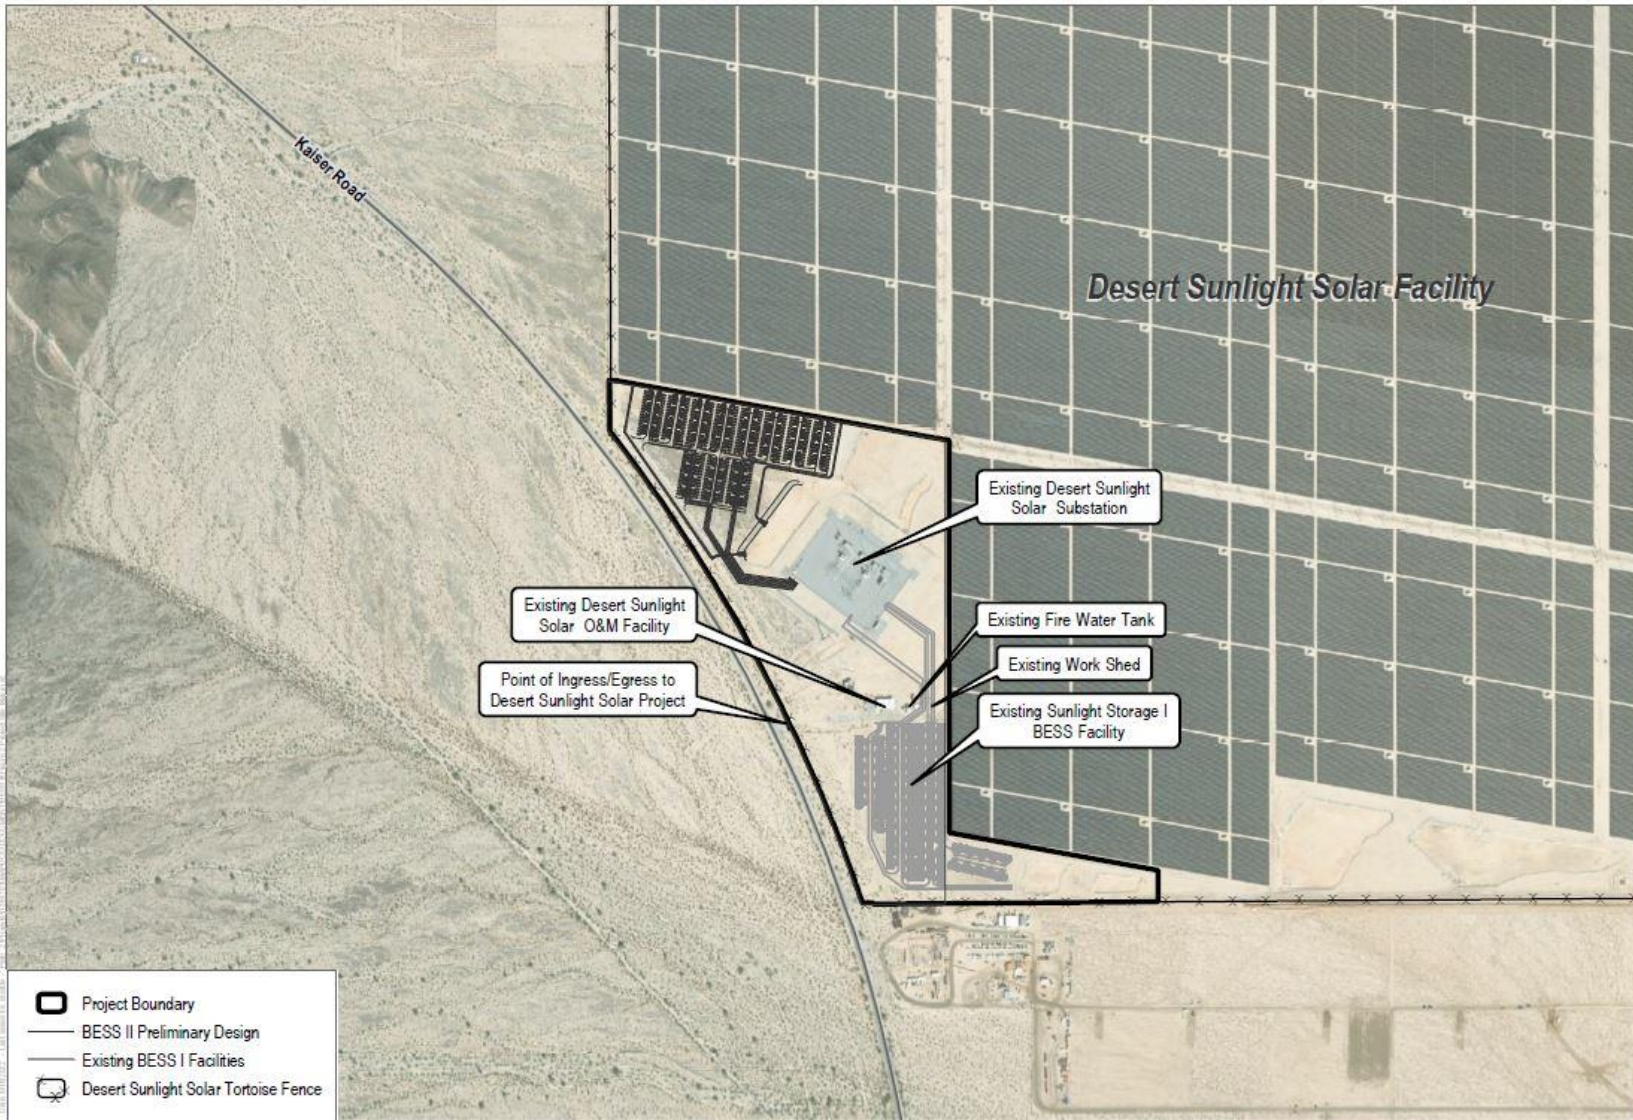 Kaiser Road
Desert Sunlight Solar Facility
Existing Desert Sunlight
Solar Substation
Existing Desert Sunlight
Solar O&M Facility
Existing Fire Water Tank
Existing Work Shed
Point of Ingress/Egress to
Desert Sunlight Solar Project
Existing Sunlight Storage I
BESS Facility
Project Boundary
BESS II Preliminary Design
Existing BESS I Facilities
Desert Sunlight Solar Tortoise Fence